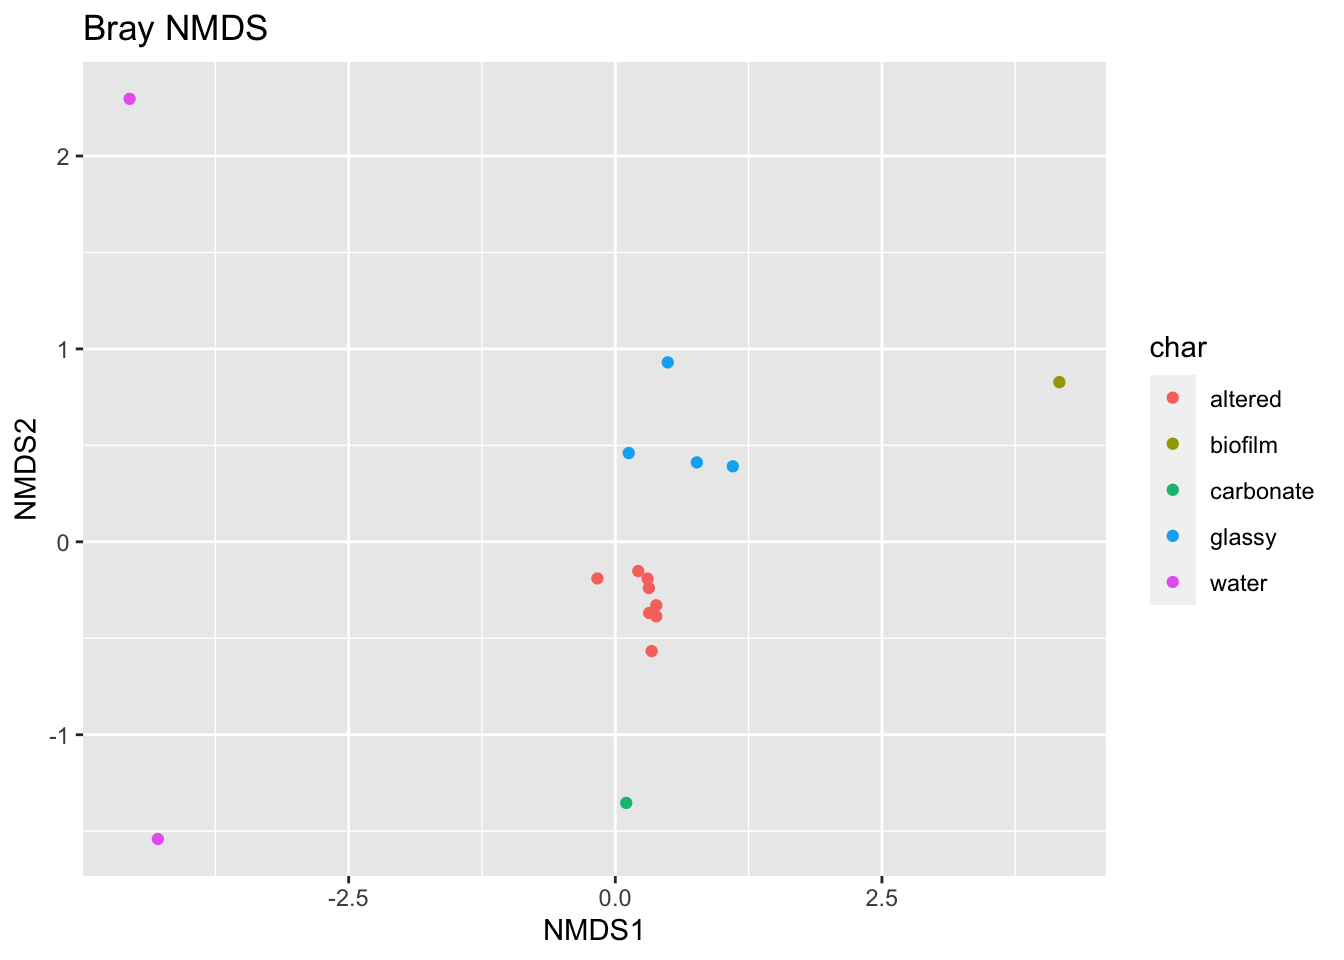 Bray NMDS
2
1
0
-1
NMDS2
-2.5
0.0
2.5
NMDS1
char
altered
biofilm
carbonate
glassy
water